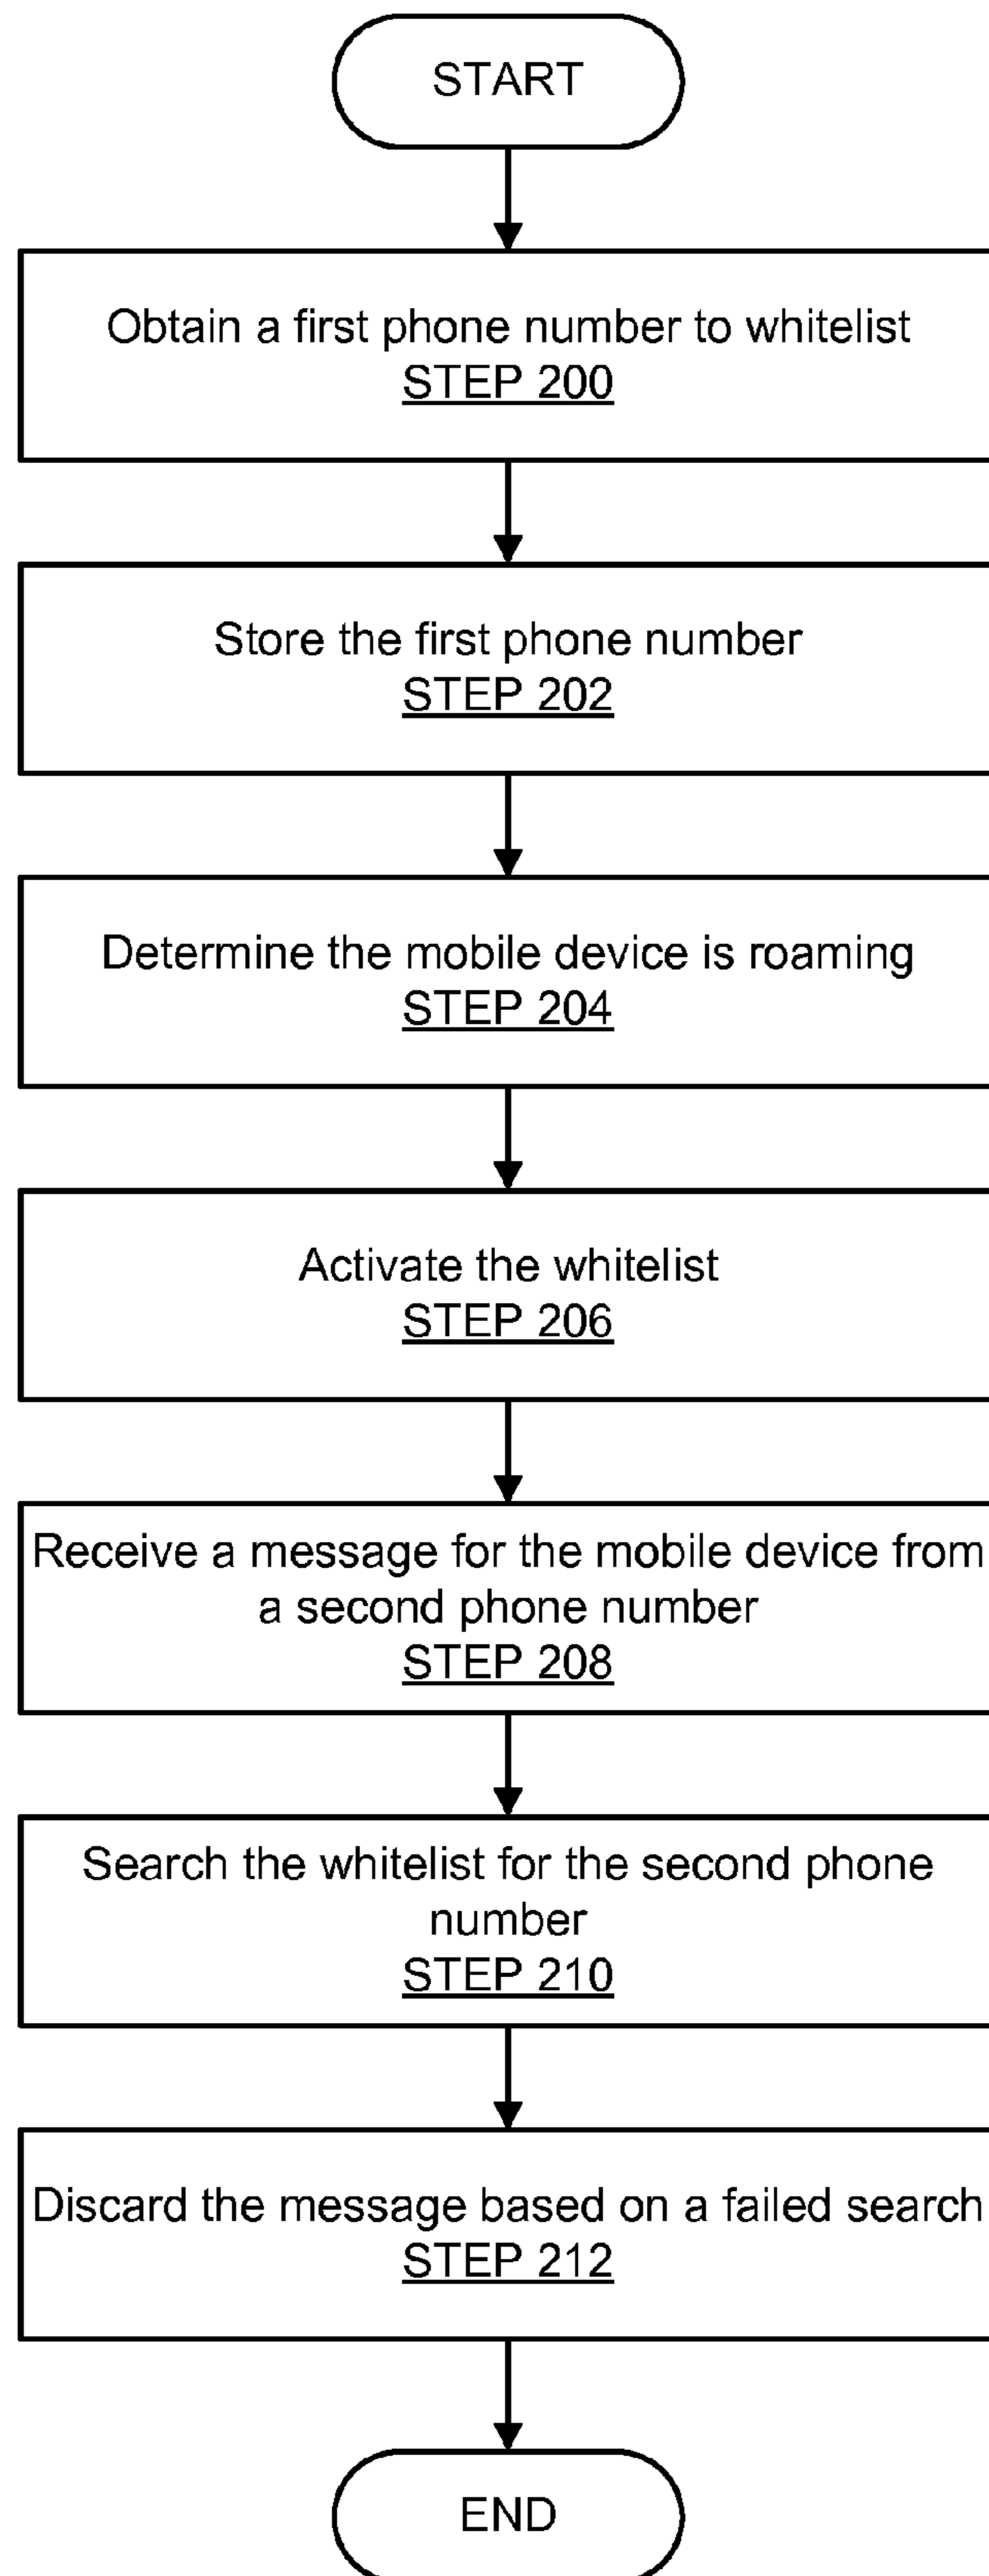 START
Obtain a first phone number to whitelist
STEP 200
Store the first phone number
STEP 202
Determine the mobile device is roaming
STEP 204
Activate the whitelist
STEP 206
Receive a message for the mobile device from
a second phone number
STEP 208
Search the whitelist for the second phone
number
STEP 210
Discard the message based on a failed search
STEP 212
END